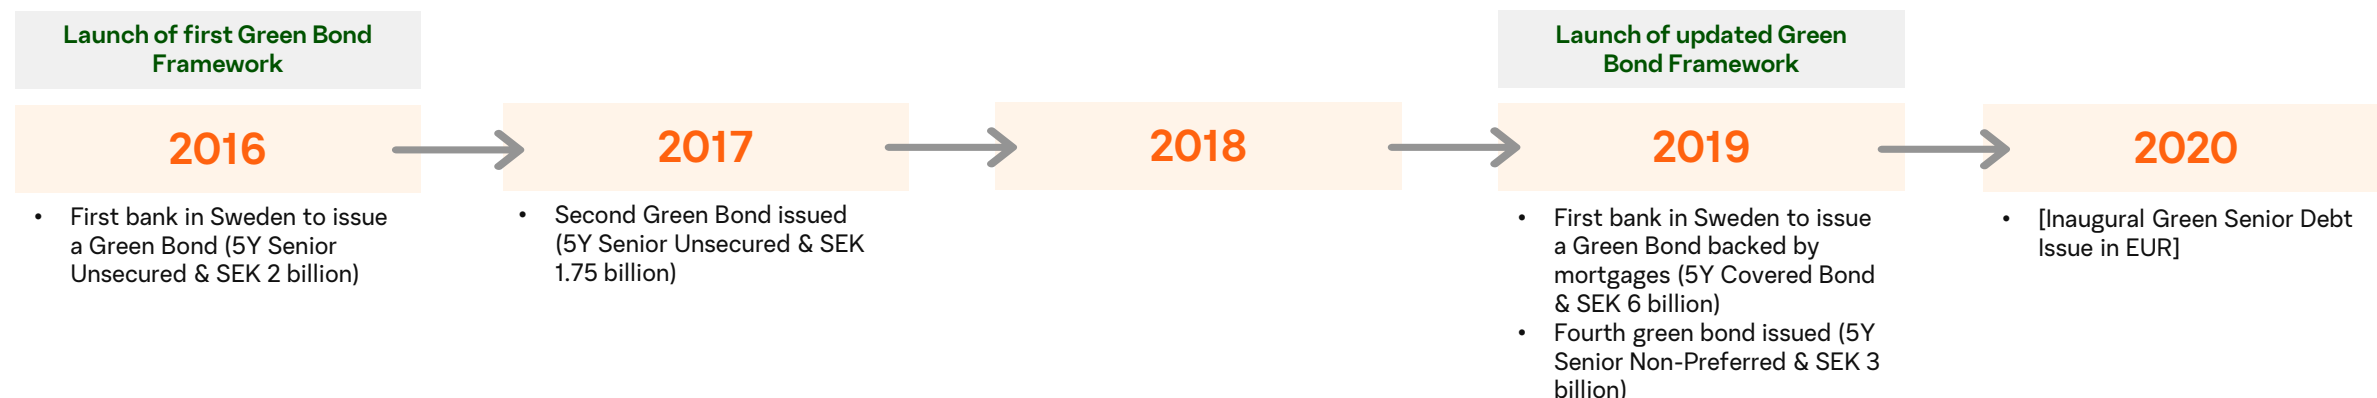 Launch of first Green Bond
Framework
2016
• First bank in Sweden to issue
a Green Bond (5Y Senior
Unsecured & SEK 2 billion)
2017
• Second Green Bond issued
(5Y Senior Unsecured & SEK
1.75 billion)
2018
Launch of updated Green
Bond Framework
2019
• First bank in Sweden to issue
a Green Bond backed by
mortgages (5Y Covered Bond
& SEK 6 billion)
• Fourth green bond issued (5Y
Senior Non-Preferred & SEK 3
billion)
2020
• [Inaugural Green Senior Debt
Issue in EUR]